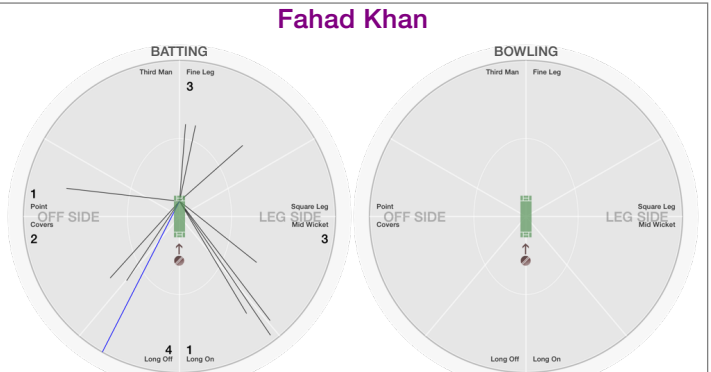 Fahad Khan
BATTING
Third Man
Fine Leg
3
1
Point
OFF SIDE
Covers
2
Square Leg
LEG SIDE
Mid Wicket
3
4
Long Off
1
Long On
BOWLING
Third Man
Fine Leg
Point
OFF SIDE
Covers
Square Leg
LEG SIDE
Mid Wicket
Long Off
Long On